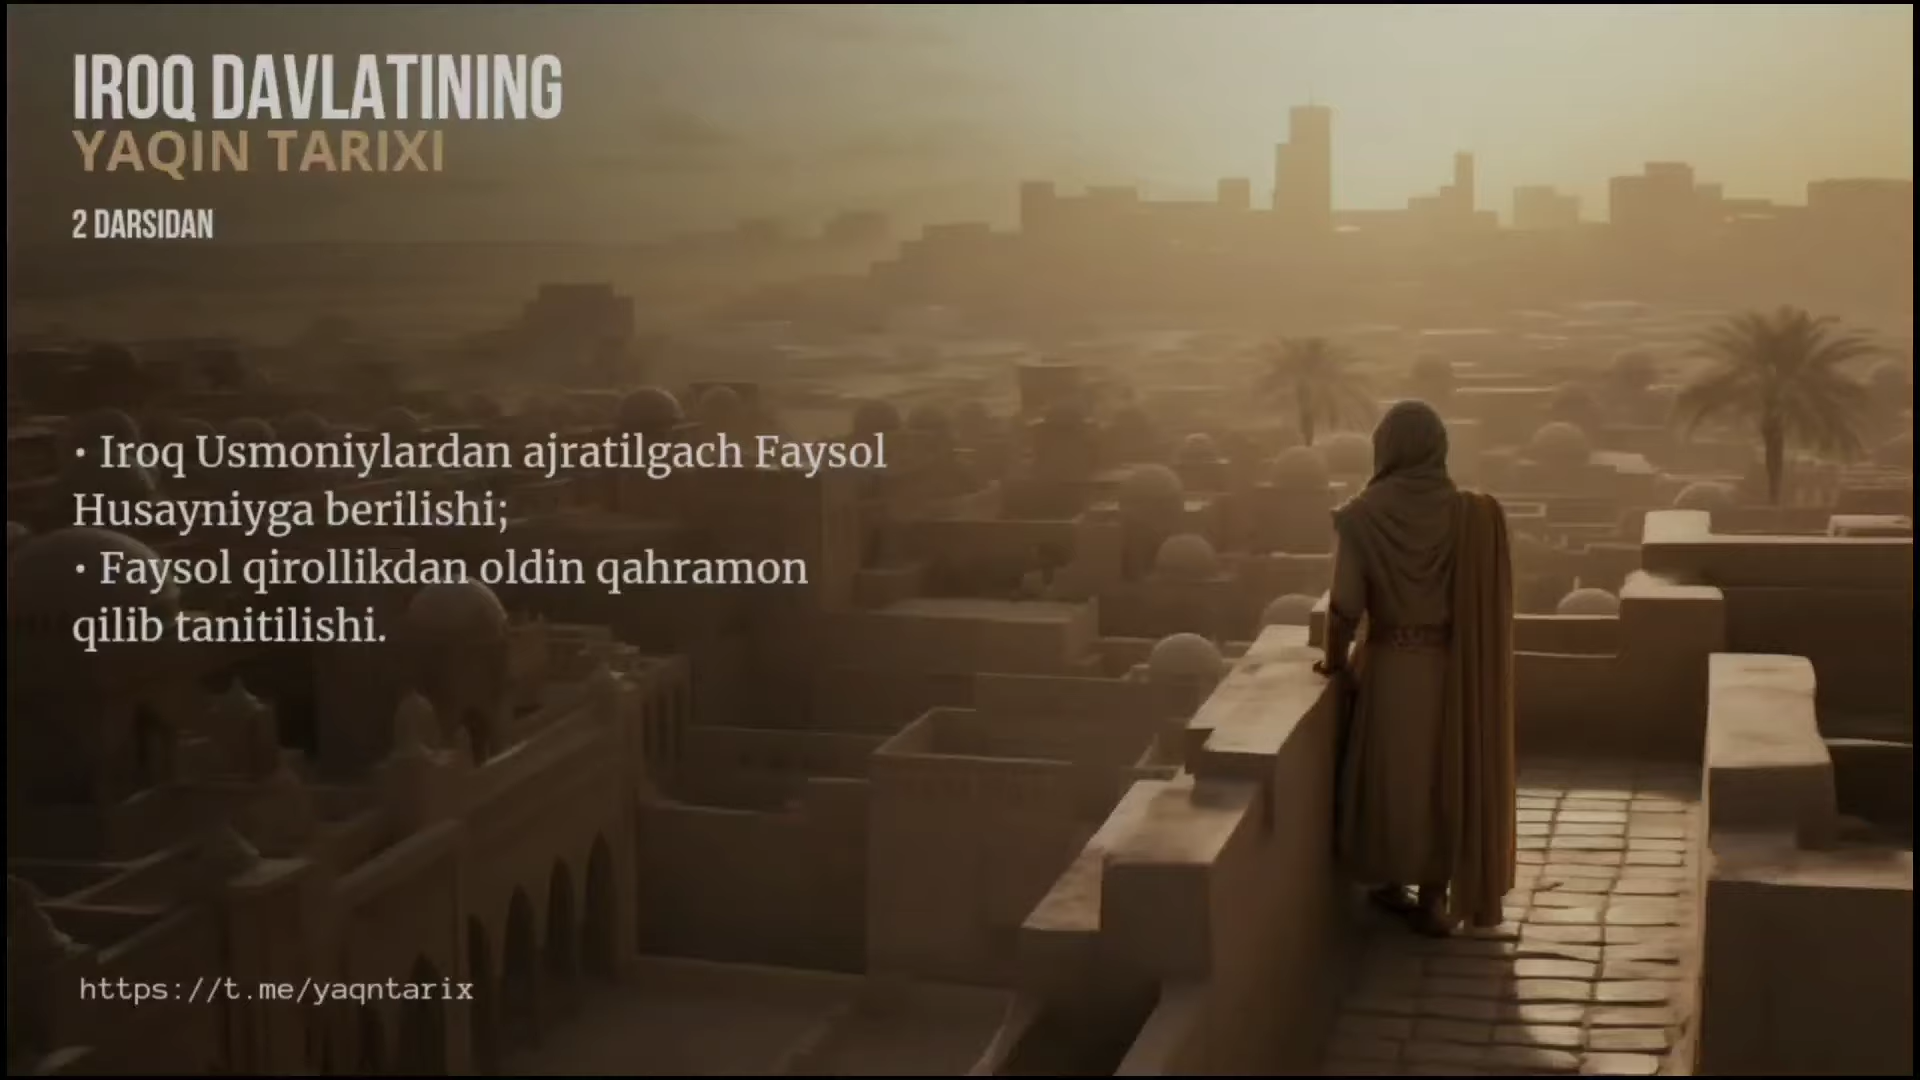 IROQ DAVLATINING
YAQIN TARIXI
2 DARSIDAN
• Iroq Usmoniylardan ajratilgach Faysol
Husayniyga berilishi;
• Faysol qirollikdan oldin qahramon
qilib tanitilishi.
https://t.me/yaqntarix